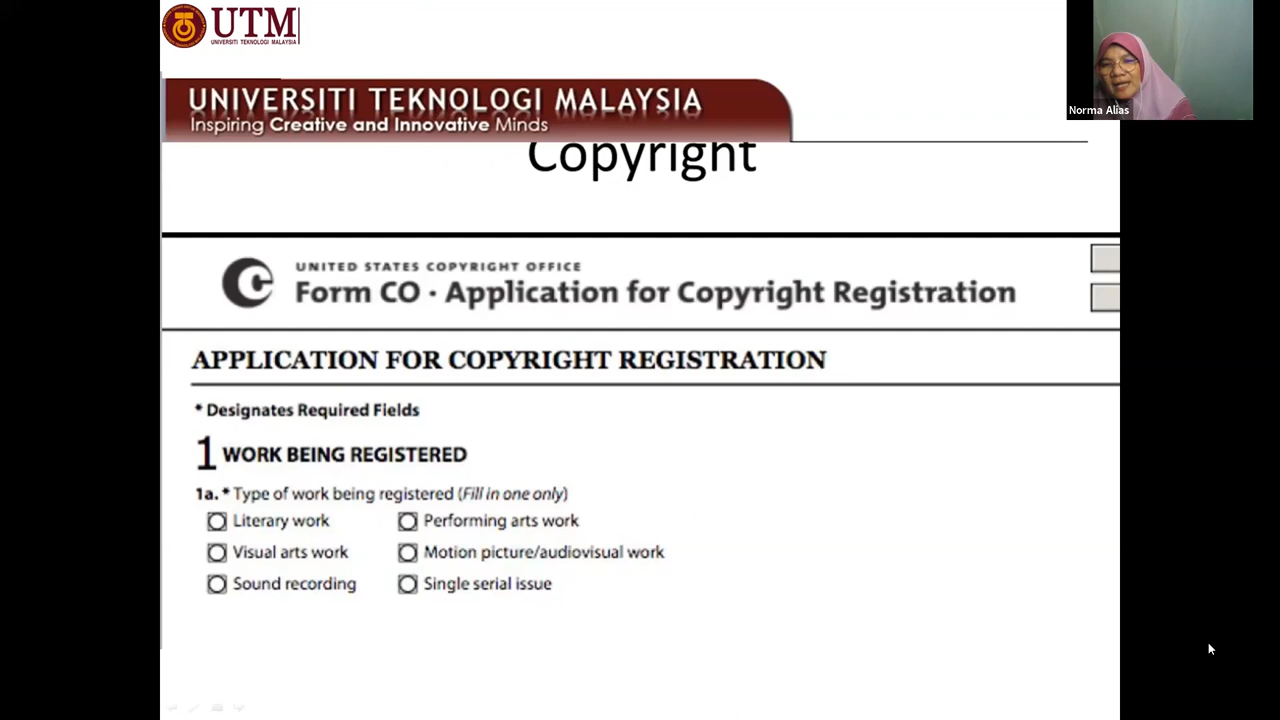 UTM
UNIVERSITI TEKNOLOGI MALAYSIA
Norma Alias
UNIVERSITI TEKNOLOGI MALAYSIA
Inspiring Creative and Innovative Minds
Copyright
UNITED STATES COPYRIGHT OFFICE
Form CO · Application for Copyright Registration
APPLICATION FOR COPYRIGHT REGISTRATION
* Designates Required Fields
1 WORK BEING REGISTERED
1a. * Type of work being registered (Fill in one only)
Literary work Performing arts work
Visual arts work Motion picture/audiovisual work
Sound recording Single serial issue